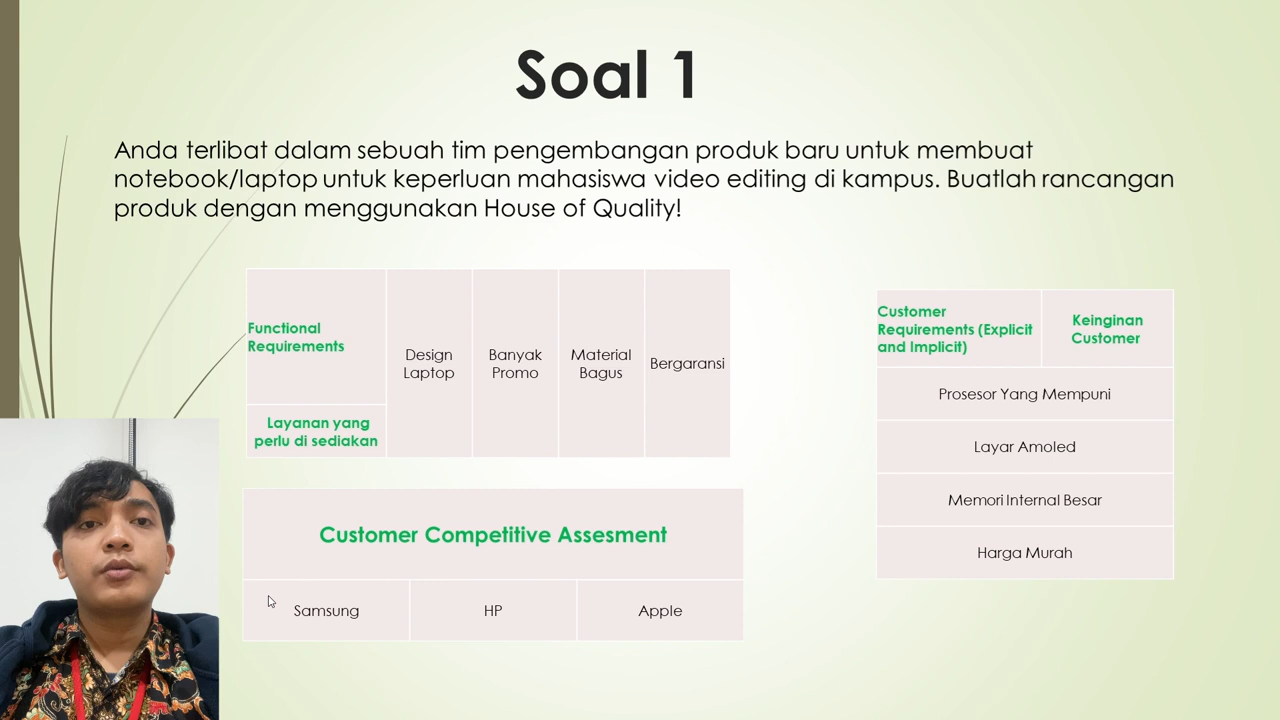 Soal 1
Anda terlibat dalam sebuah tim pengembangan produk baru untuk membuat
notebook/laptop untuk keperluan mahasiswa video editing di kampus. Buatlah rancangan
produk dengan menggunakan House of Quality!
Functional
Requirements
Layanan yang
perlu di sediakan
Design
Laptop
Banyak
Promo
Material
Bagus
Bergaransi
Customer Competitive Assesment
Samsung
HP
Apple
Customer
Requirements (Explicit
and Implicit)
Keinginan
Customer
Prosesor Yang Mempuni
Layar Amoled
Memori Internal Besar
Harga Murah